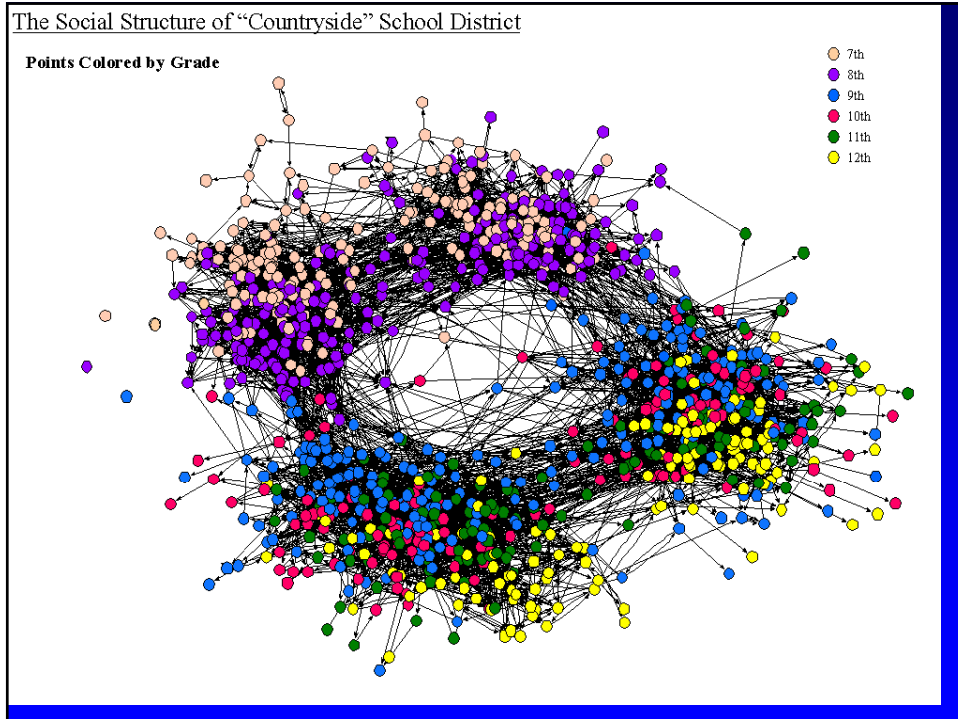 The Social Structure of “Countryside” School District
Points Colored by Grade
7th
8th
9th
10th
11th
12th